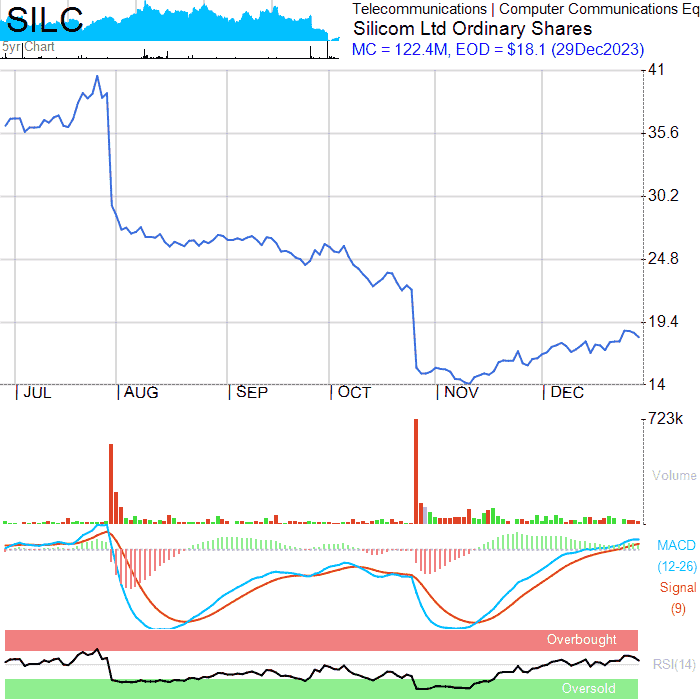 SILC
5yr Chart
Telecommunications | Computer Communications Eq
Silicom Ltd Ordinary Shares
MC = 122.4M, EOD = $18.1 (29Dec2023)
41
35.6
30.2
24.8
19.4
14
| JUL | AUG | SEP | OCT | NOV | DEC
723k
Volume
MACD
(12-26)
Signal
(9)
Overbought
RSI(14)
Oversold